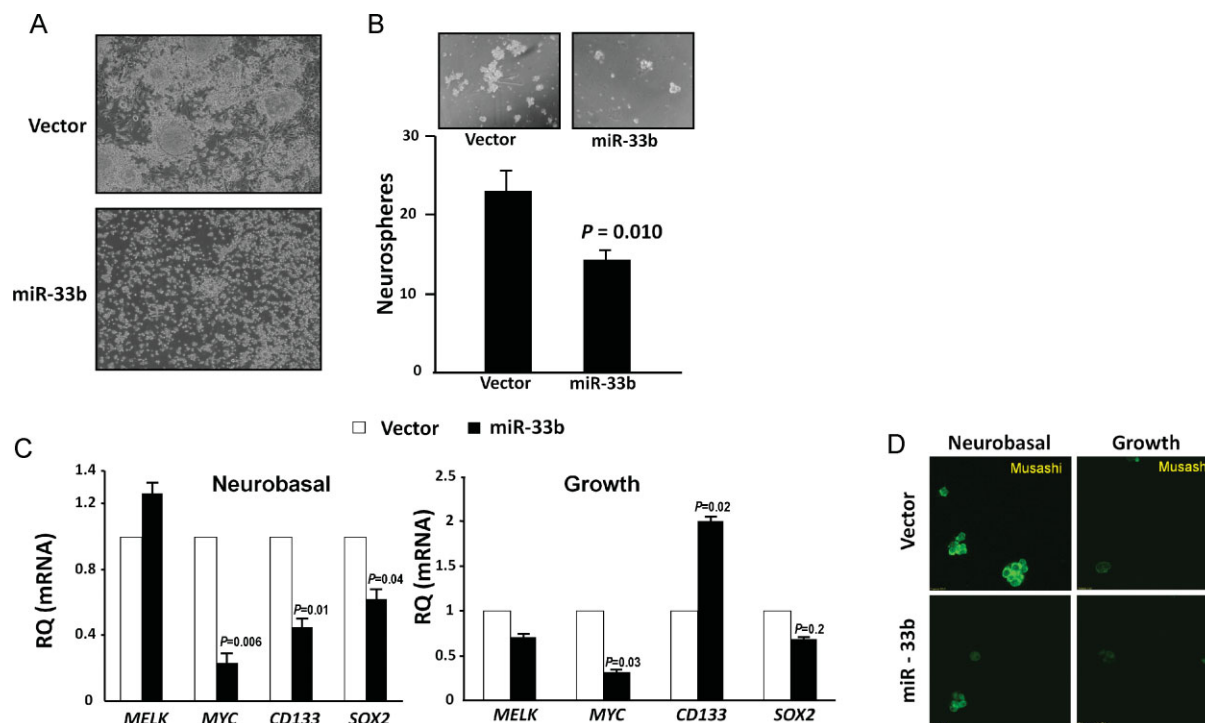 A
Vector
miR-33b
B
Vector
miR-33b
30
20
10
0
Neurospheres
P = 0.010
Vector
miR-33b
Vector
miR-33b
C
Neurobasal
1.4
1.2
0.8
0.4
0
RQ (mRNA)
P=0.006
P=0.01
P=0.04
MELK
MYC
CD133
SOX2
Growth
2.5
2
1.5
1
0.5
0
RQ (mRNA)
P=0.03
P=0.02
P=0.2
MELK
MYC
CD133
SOX2
D
Neurobasal
Growth
Musashi
Musash
Vector
miR - 33b